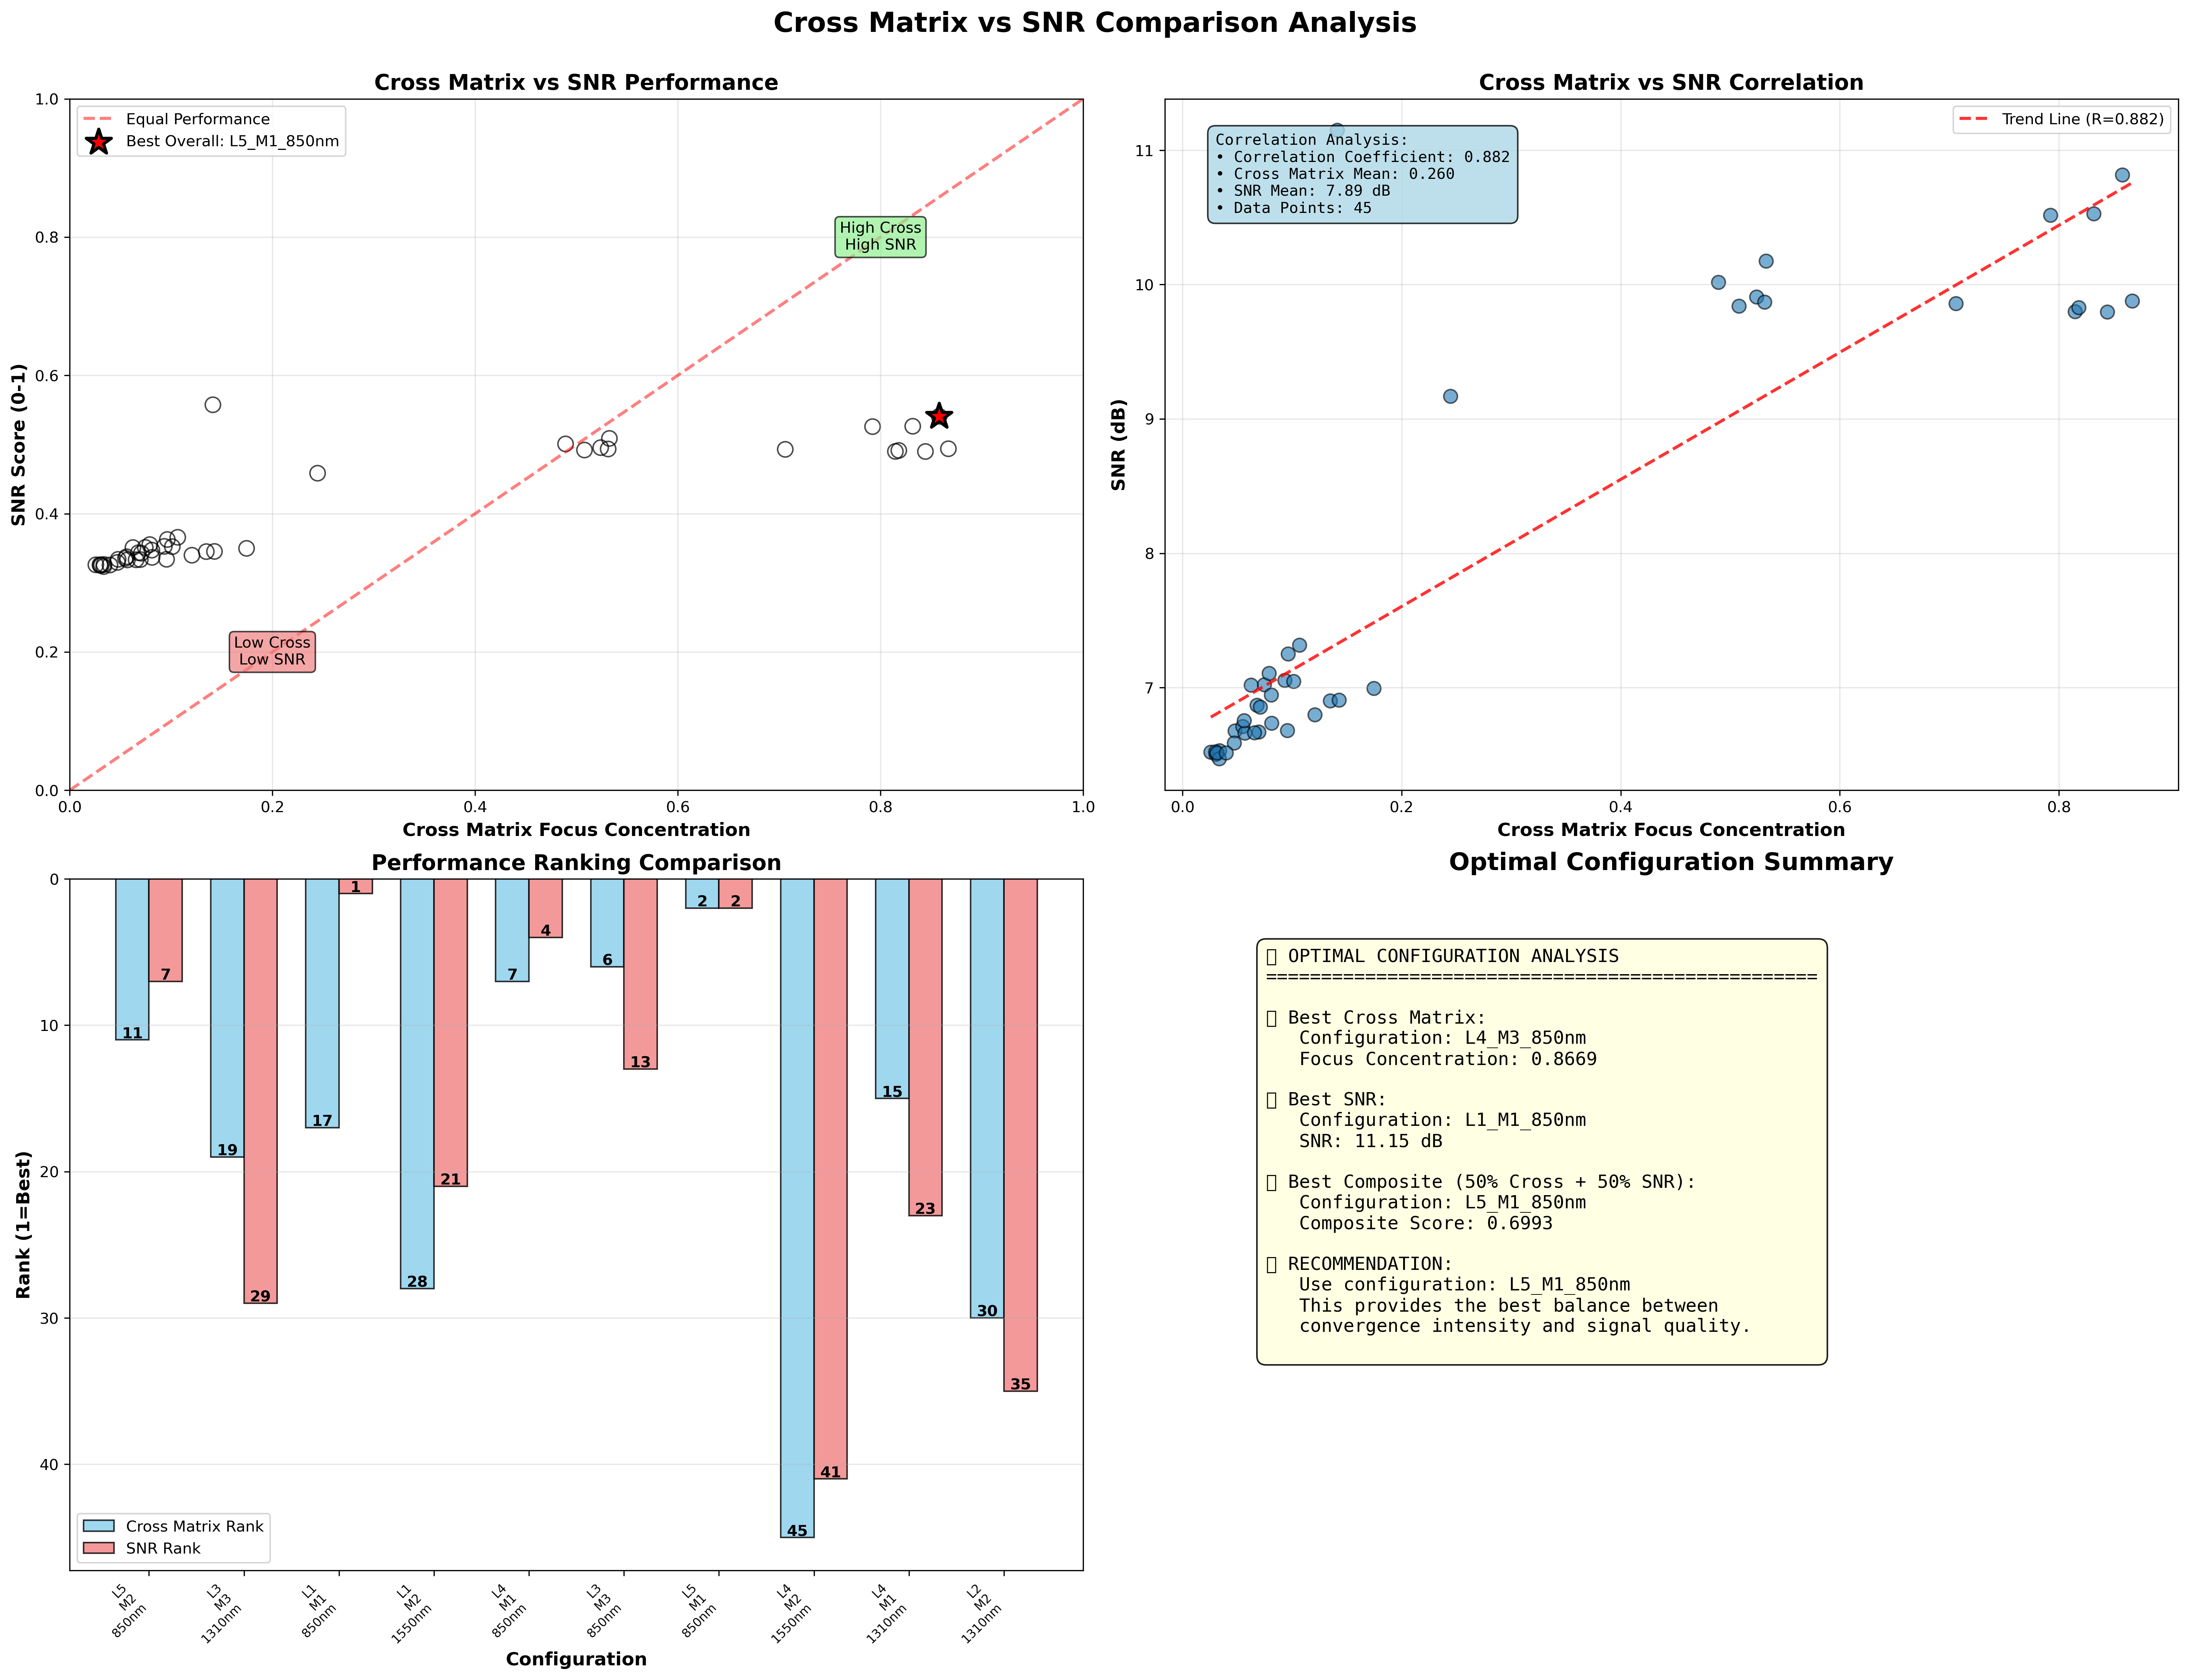 Cross Matrix vs SNR Comparison Analysis
Cross Matrix vs SNR Performance
Equal Performance
Best Overall: L5_M1_850nm
High Cross
High SNR
Low Cross
Low SNR
1.0
0.8
0.6
0.4
0.2
0.0
SNR Score (0-1)
0.0
0.2
0.4
0.6
0.8
1.0
Cross Matrix Focus Concentration
Cross Matrix vs SNR Correlation
Trend Line (R=0.882)
Correlation Analysis:
• Correlation Coefficient: 0.882
• Cross Matrix Mean: 0.260
• SNR Mean: 7.89 dB
• Data Points: 45
11
10
9
8
7
SNR (dB)
0.0
0.2
0.4
0.6
0.8
Cross Matrix Focus Concentration
Performance Ranking Comparison
0
10
20
30
40
Rank (1=Best)
11
7
19
29
17
1
28
21
7
4
6
13
2
2
45
41
15
23
30
35
Cross Matrix Rank
SNR Rank
L5
M2
850nm
L3
M3
1310nm
L1
M1
850nm
L1
M2
1550nm
L4
M1
850nm
L3
M3
850nm
L5
M1
850nm
L4
M2
1550nm
L4
M1
1310nm
L2
M2
1310nm
Configuration
Optimal Configuration Summary
OPTIMAL CONFIGURATION ANALYSIS
==================================================
Best Cross Matrix:
Configuration: L4_M3_850nm
Focus Concentration: 0.8669
Best SNR:
Configuration: L1_M1_850nm
SNR: 11.15 dB
Best Composite (50% Cross + 50% SNR):
Configuration: L5_M1_850nm
Composite Score: 0.6993
RECOMMENDATION:
Use configuration: L5_M1_850nm
This provides the best balance between
convergence intensity and signal quality.